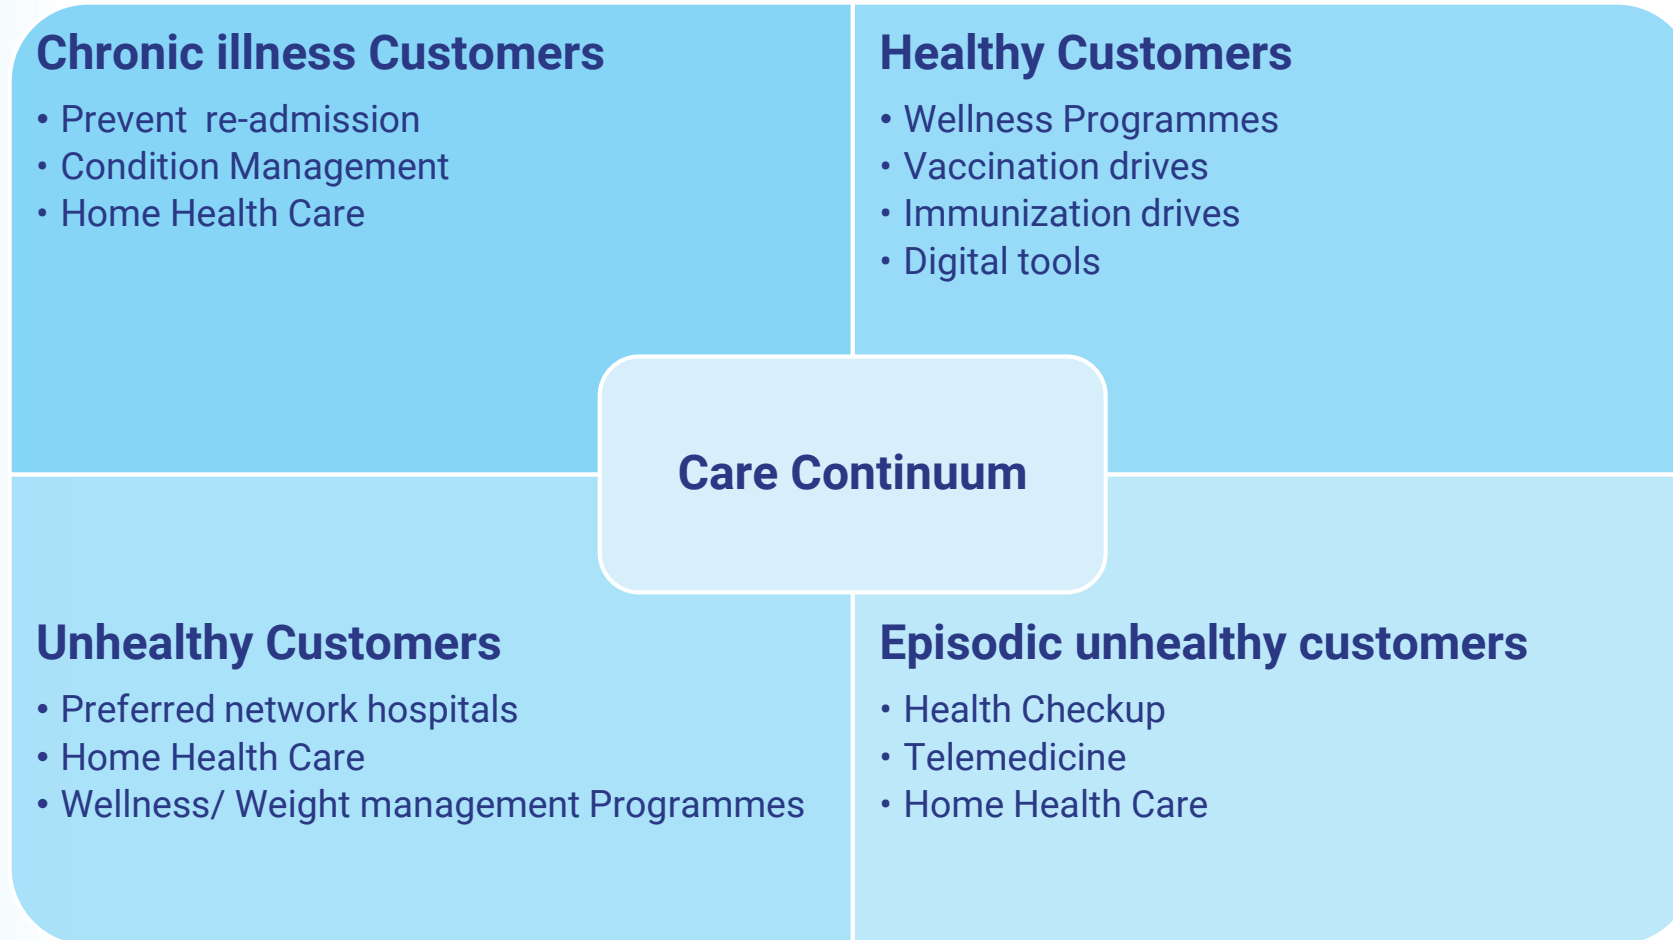 Chronic illness Customers
• Prevent  re-admission
• Condition Management
• Home Health Care
Healthy Customers
• Wellness Programmes
• Vaccination drives
• Immunization drives
• Digital tools
Care Continuum
Unhealthy Customers
• Preferred network hospitals
• Home Health Care
• Wellness/ Weight management Programmes
Episodic unhealthy customers
• Health Checkup
• Telemedicine
• Home Health Care